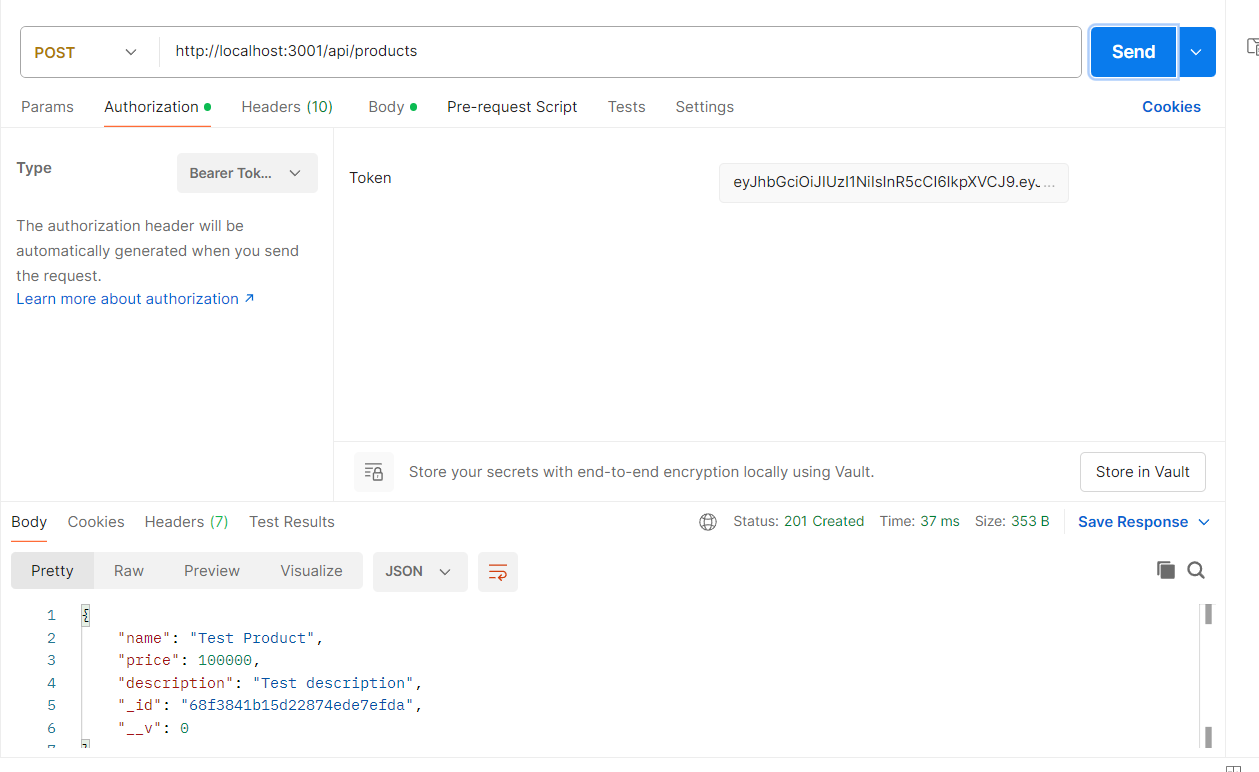 POST http://localhost:3001/api/products Send
Params Authorization Headers (10) Body Pre-request Script Tests Settings Cookies
Type Bearer Tok...
Token eyJhbGciOiJIUzI1NiIsInR5cCI6IkpXVCJ9.eyJ...
The authorization header will be
automatically generated when you send
the request.
Learn more about authorization ↗
Store your secrets with end-to-end encryption locally using Vault. Store in Vault
Body Cookies Headers (7) Test Results Status: 201 Created Time: 37 ms Size: 353 B Save Response
Pretty Raw Preview Visualize JSON
1 {
2 "name": "Test Product",
3 "price": 100000,
4 "description": "Test description",
5 "_id": "68f3841b15d22874ede7efda",
6 "__v": 0
7 }